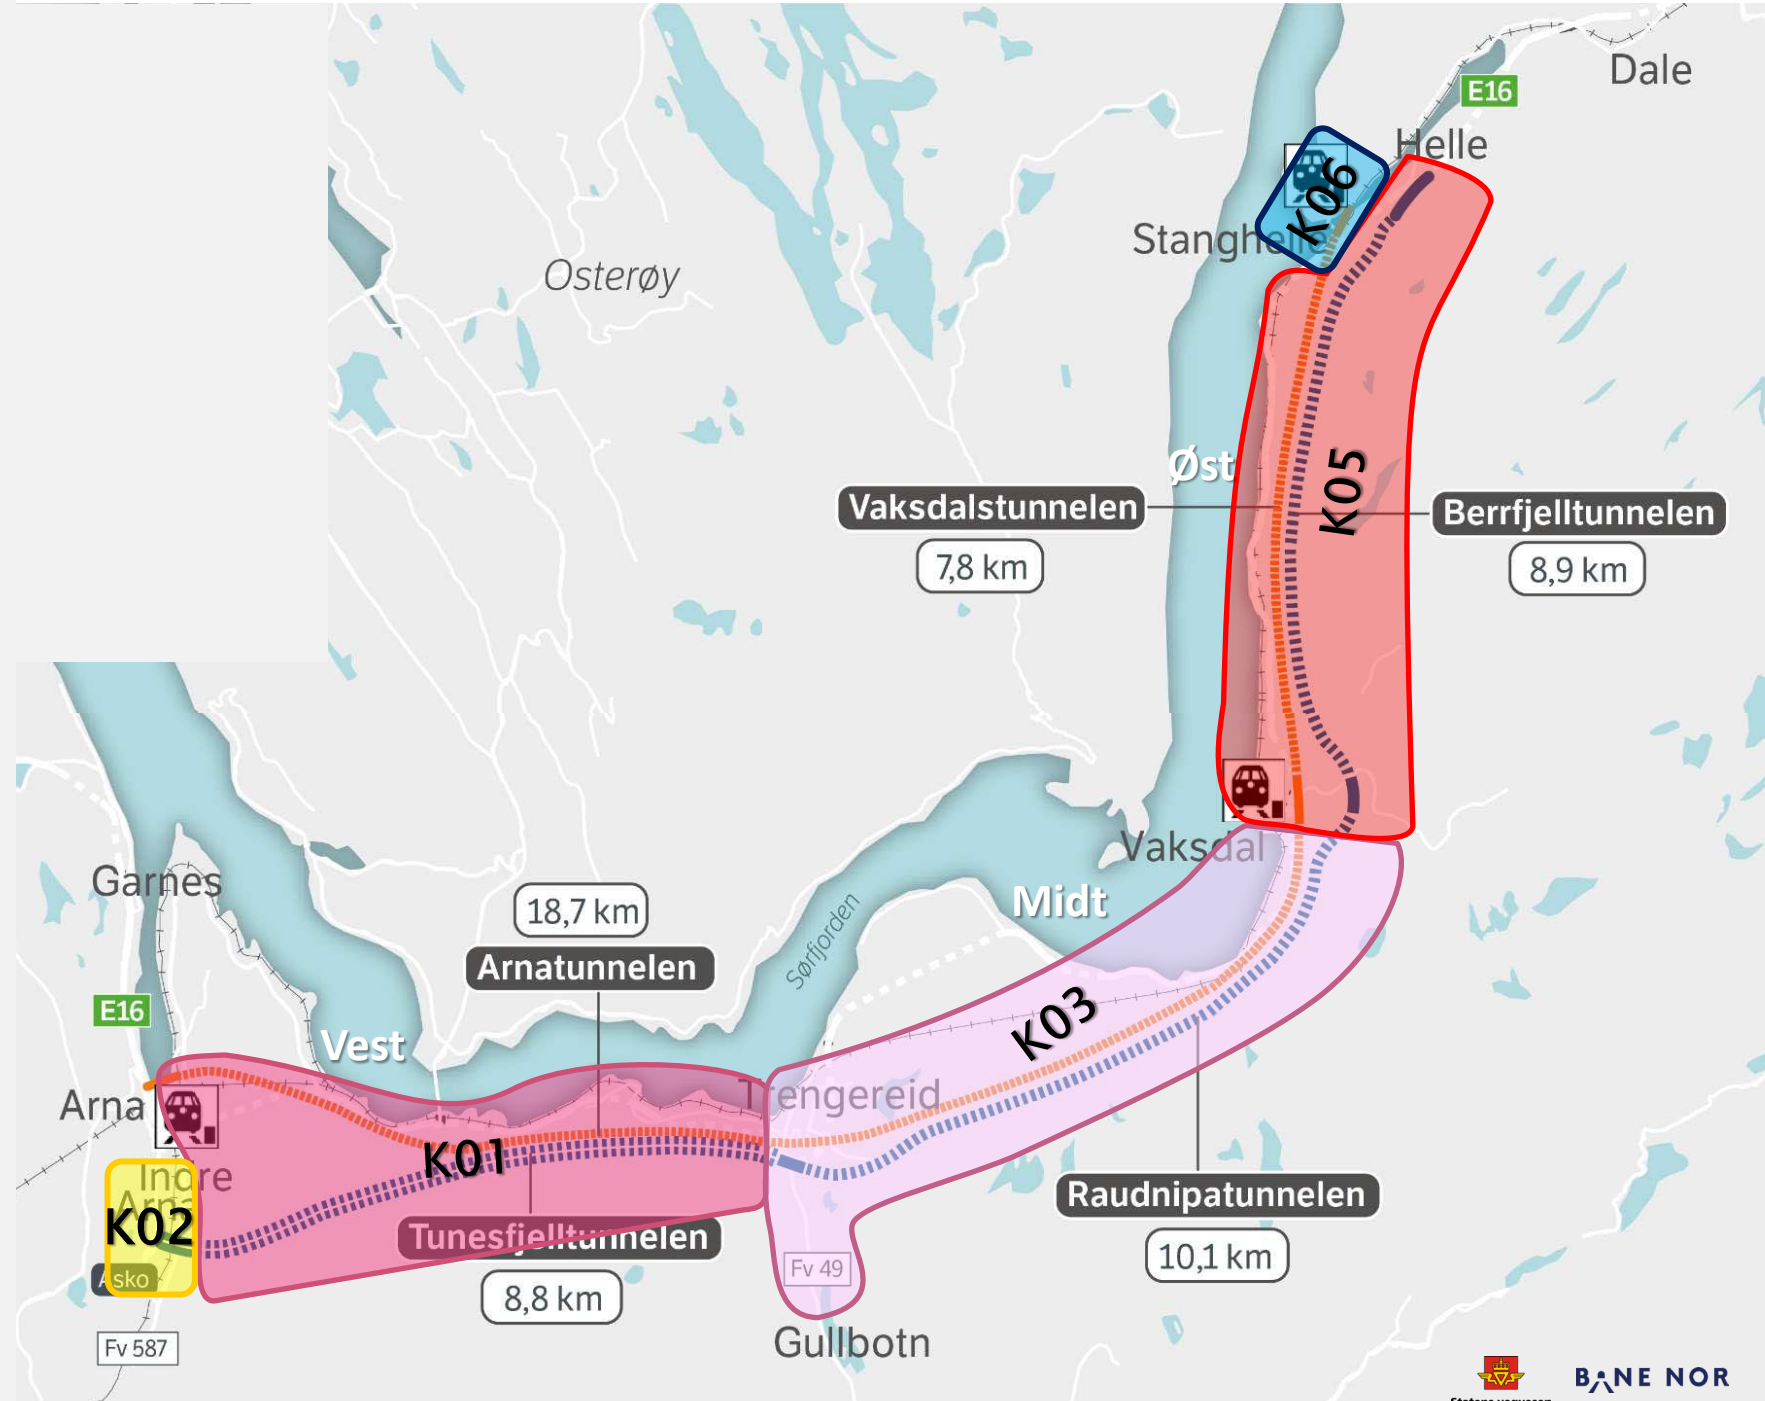 Dale
E16
Helle
K06
Stanghelle
Osterøy
Øst
K05
Vaksdalstunnelen
7,8 km
Berrfjelltunnelen
8,9 km
Vaksdal
Garnes
18,7 km
Midt
Arnatunnelen
Sørfjorden
E16
K03
Vest
Arna
Trengereid
K01
Indre
Arna
K02
Raudnipatunnelen
Tunesfjelltunnelen
Asko
Fv 49
10,1 km
8,8 km
Fv 587
Gullbotn
BANE NOR
Statens vegvesen